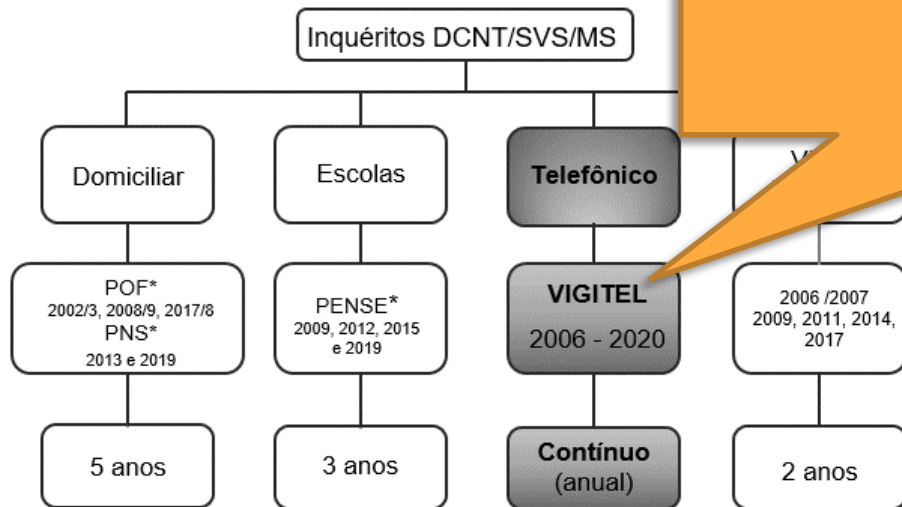 Inquéritos DCNT/SVS/MS
Domiciliar
Escolas
Telefônico
POF*
2002/3, 2008/9, 2017/8
PNS*
2013 e 2019
PENSE*
2009, 2012, 2015
e 2019
VIGITEL
2006 - 2020
2006 /2007
2009, 2011, 2014,
2017
5 anos
3 anos
Contínuo
(anual)
2 anos